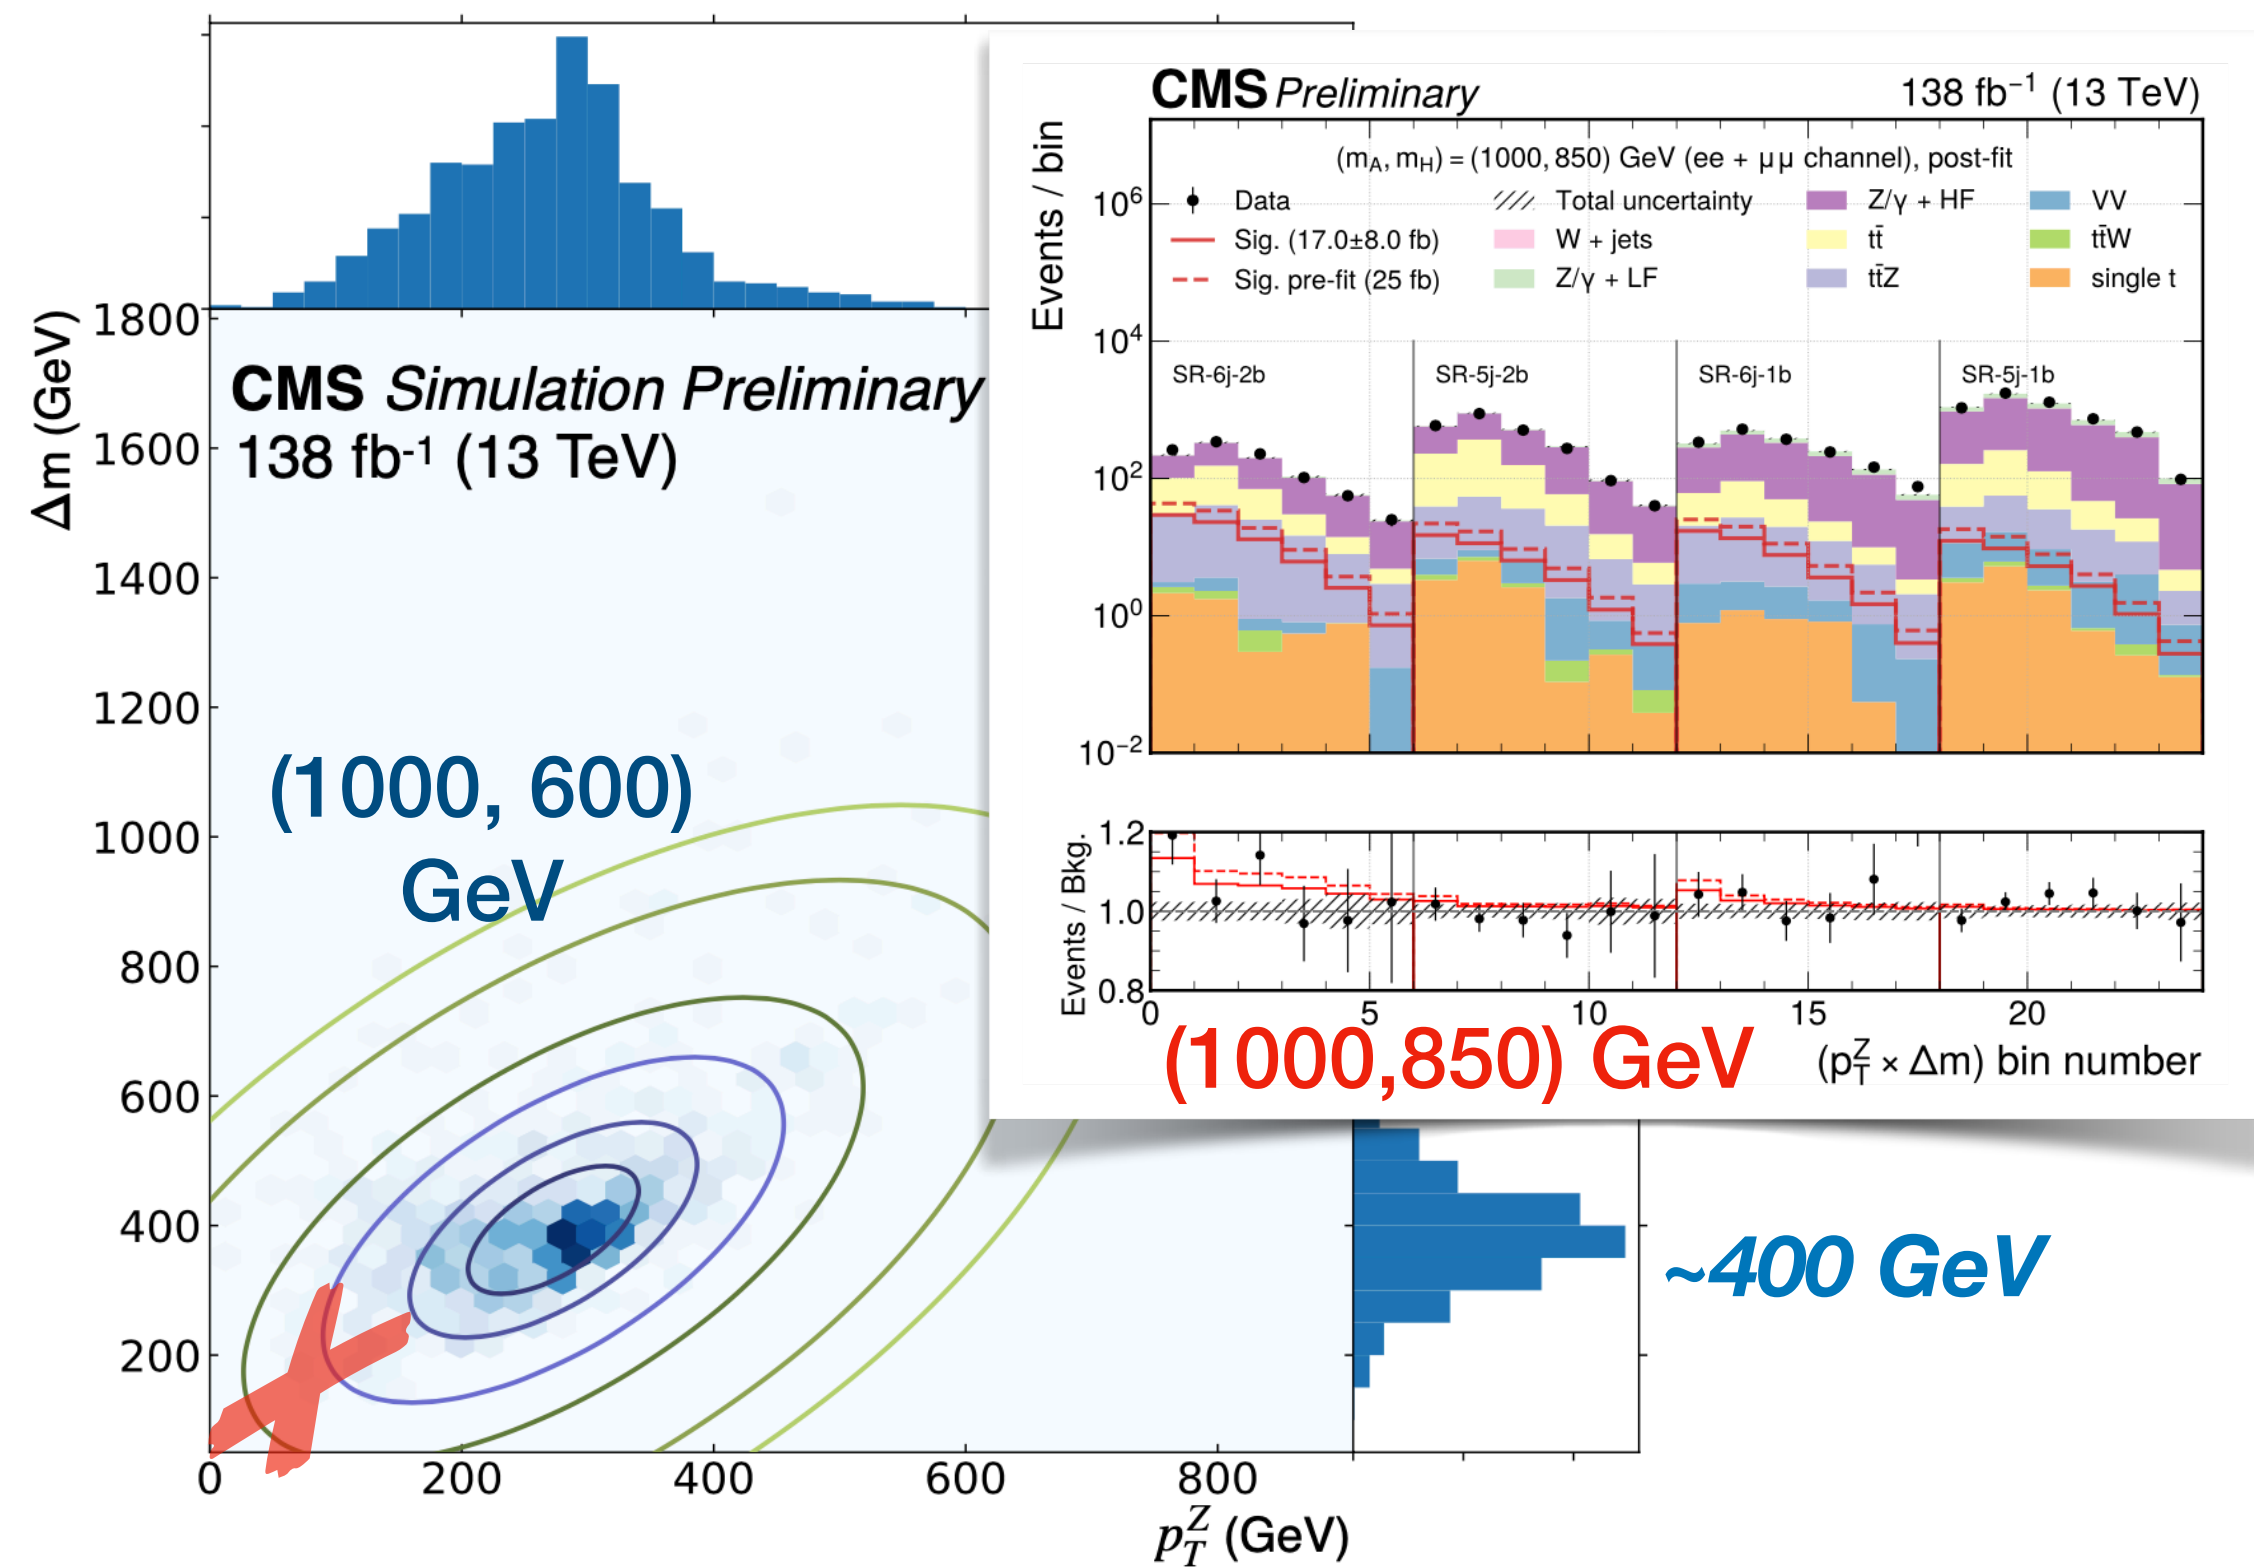 Δm (GeV)
1800
1600
1400
1200
1000
800
600
400
200
0
200
400
600
800
p_T^Z (GeV)
CMS Simulation Preliminary
138 fb⁻¹ (13 TeV)
(1000, 600)
GeV
~400 GeV
CMS Preliminary
138 fb⁻¹ (13 TeV)
Events / bin
10⁶
10⁴
10²
10⁰
10⁻²
(m_A, m_H) = (1000, 850) GeV (ee + μμ channel), post-fit
Data
Total uncertainty
Z/γ + HF
VV
Sig. (17.0±8.0 fb)
W + jets
tt̄
tt̄W
Sig. pre-fit (25 fb)
Z/γ + LF
tt̄Z
single t
SR-6j-2b
SR-5j-2b
SR-6j-1b
SR-5j-1b
Events / Bkg.
1.2
1.0
0.8
0
5
10
15
20
(1000,850) GeV
(p_T^Z × Δm) bin number